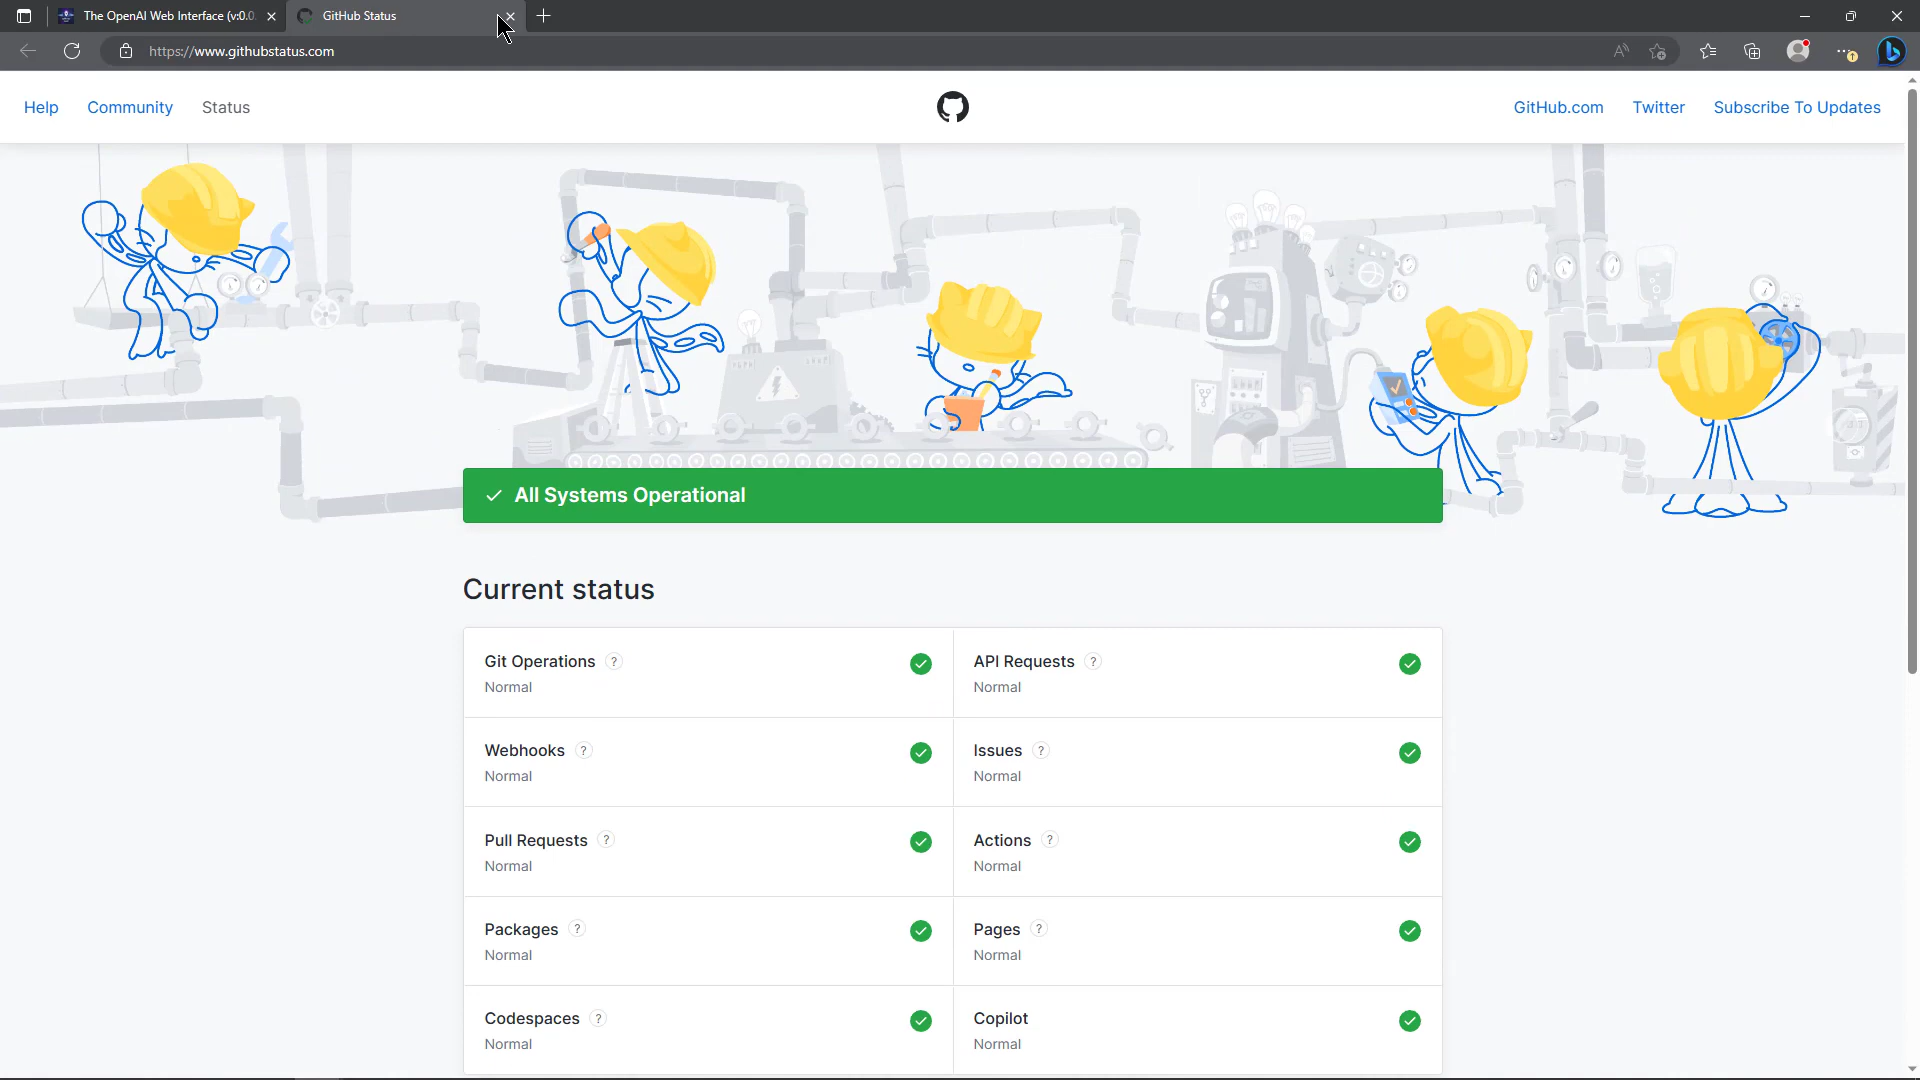 The OpenAI Web Interface (v:0.0.
GitHub Status
https://www.githubstatus.com
Help
Community
Status
GitHub.com
Twitter
Subscribe To Updates
All Systems Operational
Current status
Git Operations ?
Normal
API Requests ?
Normal
Webhooks ?
Normal
Issues ?
Normal
Pull Requests ?
Normal
Actions ?
Normal
Packages ?
Normal
Pages ?
Normal
Codespaces ?
Normal
Copilot
Normal